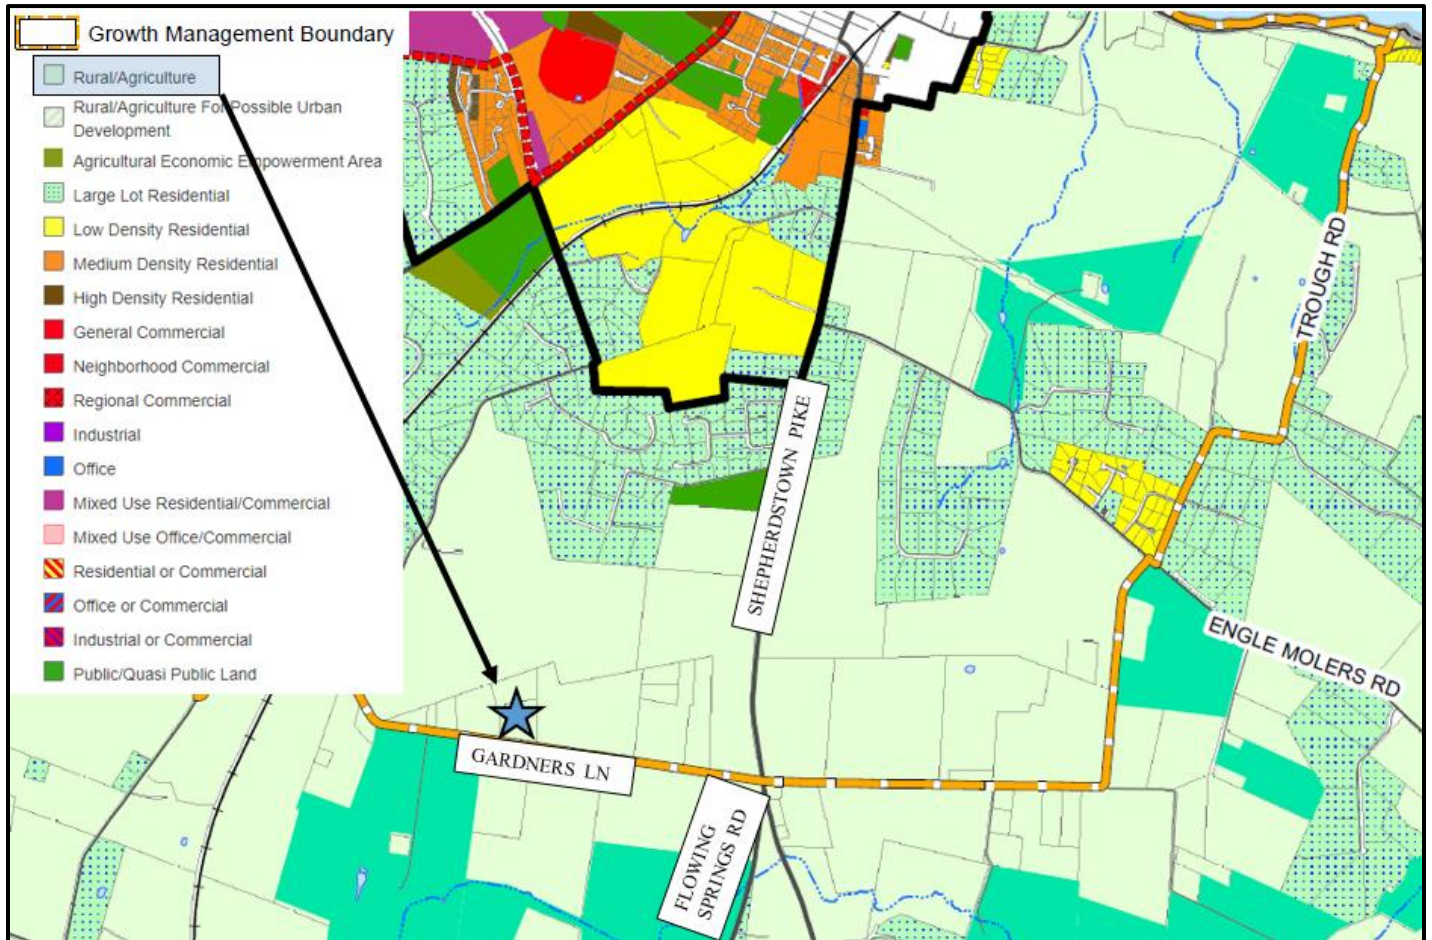 Growth Management Boundary
Rural/Agriculture
Rural/Agriculture For Possible Urban
Development
Agricultural Economic Empowerment Area
Large Lot Residential
Low Density Residential
Medium Density Residential
High Density Residential
General Commercial
Neighborhood Commercial
Regional Commercial
Industrial
Office
Mixed Use Residential/Commercial
Mixed Use Office/Commercial
Residential or Commercial
Office or Commercial
Industrial or Commercial
Public/Quasi Public Land
TROUGH RD
SHEPHERDSTOWN PIKE
ENGLE MOLERS RD
GARDNERS LN
FLOWING
SPRINGS RD